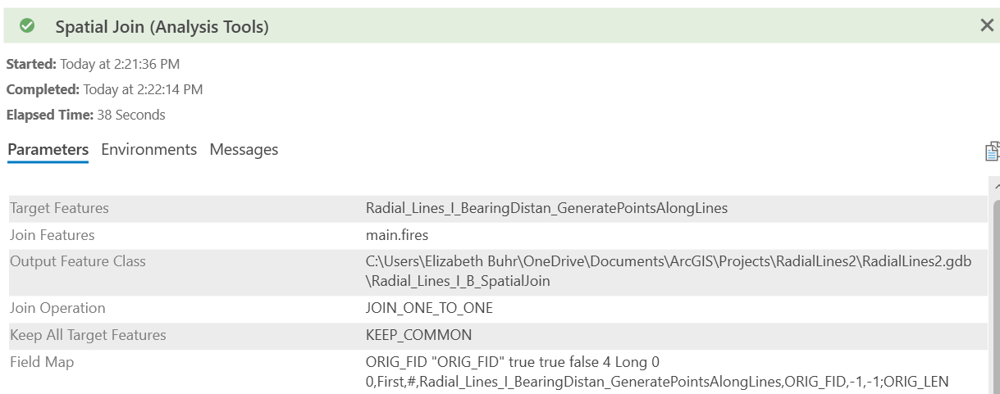 Spatial Join (Analysis Tools)
Started: Today at 2:21:36 PM
Completed: Today at 2:22:14 PM
Elapsed Time: 38 Seconds
Parameters Environments Messages
Target Features Radial_Lines_I_BearingDistan_GeneratePointsAlongLines
Join Features main.fires
Output Feature Class C:\Users\Elizabeth Buhr\OneDrive\Documents\ArcGIS\Projects\RadialLines2\RadialLines2.gdb
\Radial_Lines_I_B_SpatialJoin
Join Operation JOIN_ONE_TO_ONE
Keep All Target Features KEEP_COMMON
Field Map ORIG_FID "ORIG_FID" true true false 4 Long 0
0,First,#,Radial_Lines_I_BearingDistan_GeneratePointsAlongLines,ORIG_FID,-1,-1;ORIG_LEN